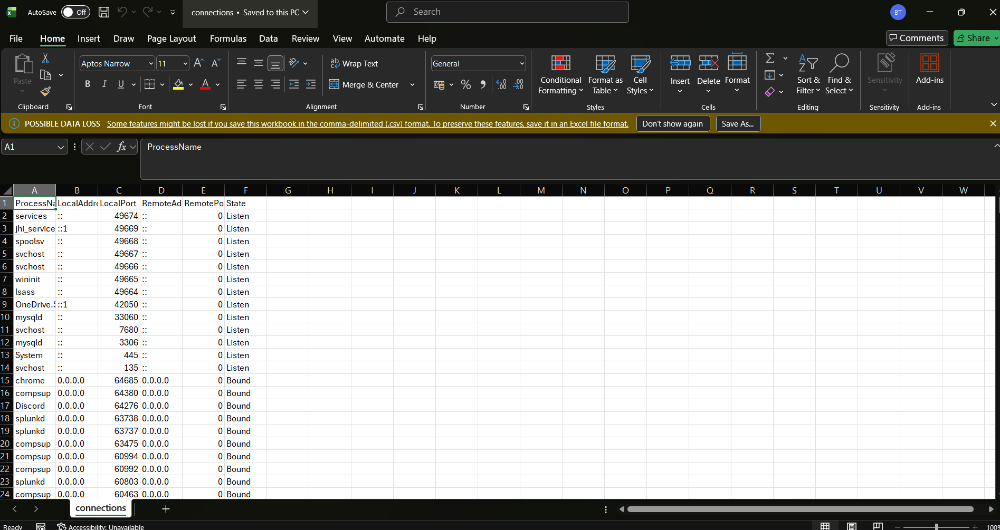 AutoSave Off connections • Saved to this PC Search BT
File Home Insert Draw Page Layout Formulas Data Review View Automate Help Comments Share
Paste Aptos Narrow 11 A A Wrap Text General Conditional Formatting Format as Table Cell Styles Insert Delete Format Sort & Filter Find & Select Sensitivity Add-ins
B I U A Merge & Center % 9 .00
Clipboard Font Alignment Number Styles Cells Editing Sensitivity Add-ins
POSSIBLE DATA LOSS Some features might be lost if you save this workbook in the comma-delimited (.csv) format. To preserve these features, save it in an Excel file format. Don't show again Save As...
A1 fx ProcessName
A B C D E F G H I J K L M N O P Q R S T U V W
1 ProcessNa LocalAddre LocalPort RemoteAd RemotePo State
2 services :: 49674 :: 0 Listen
3 jhi_service ::1 49669 :: 0 Listen
4 spoolsv :: 49668 :: 0 Listen
5 svchost :: 49667 :: 0 Listen
6 svchost :: 49666 :: 0 Listen
7 wininit :: 49665 :: 0 Listen
8 lsass :: 49664 :: 0 Listen
9 OneDrive.S ::1 42050 :: 0 Listen
10 mysqld :: 33060 :: 0 Listen
11 svchost :: 7680 :: 0 Listen
12 mysqld :: 3306 :: 0 Listen
13 System :: 445 :: 0 Listen
14 svchost :: 135 :: 0 Listen
15 chrome 0.0.0.0 64685 0.0.0.0 0 Bound
16 compsup 0.0.0.0 64380 0.0.0.0 0 Bound
17 Discord 0.0.0.0 64276 0.0.0.0 0 Bound
18 splunkd 0.0.0.0 63738 0.0.0.0 0 Bound
19 splunkd 0.0.0.0 63737 0.0.0.0 0 Bound
20 compsup 0.0.0.0 63475 0.0.0.0 0 Bound
21 compsup 0.0.0.0 60994 0.0.0.0 0 Bound
22 compsup 0.0.0.0 60992 0.0.0.0 0 Bound
23 splunkd 0.0.0.0 60803 0.0.0.0 0 Bound
24 compsup 0.0.0.0 60463 0.0.0.0 0 Bound
connections
Ready Accessibility: Unavailable 100%